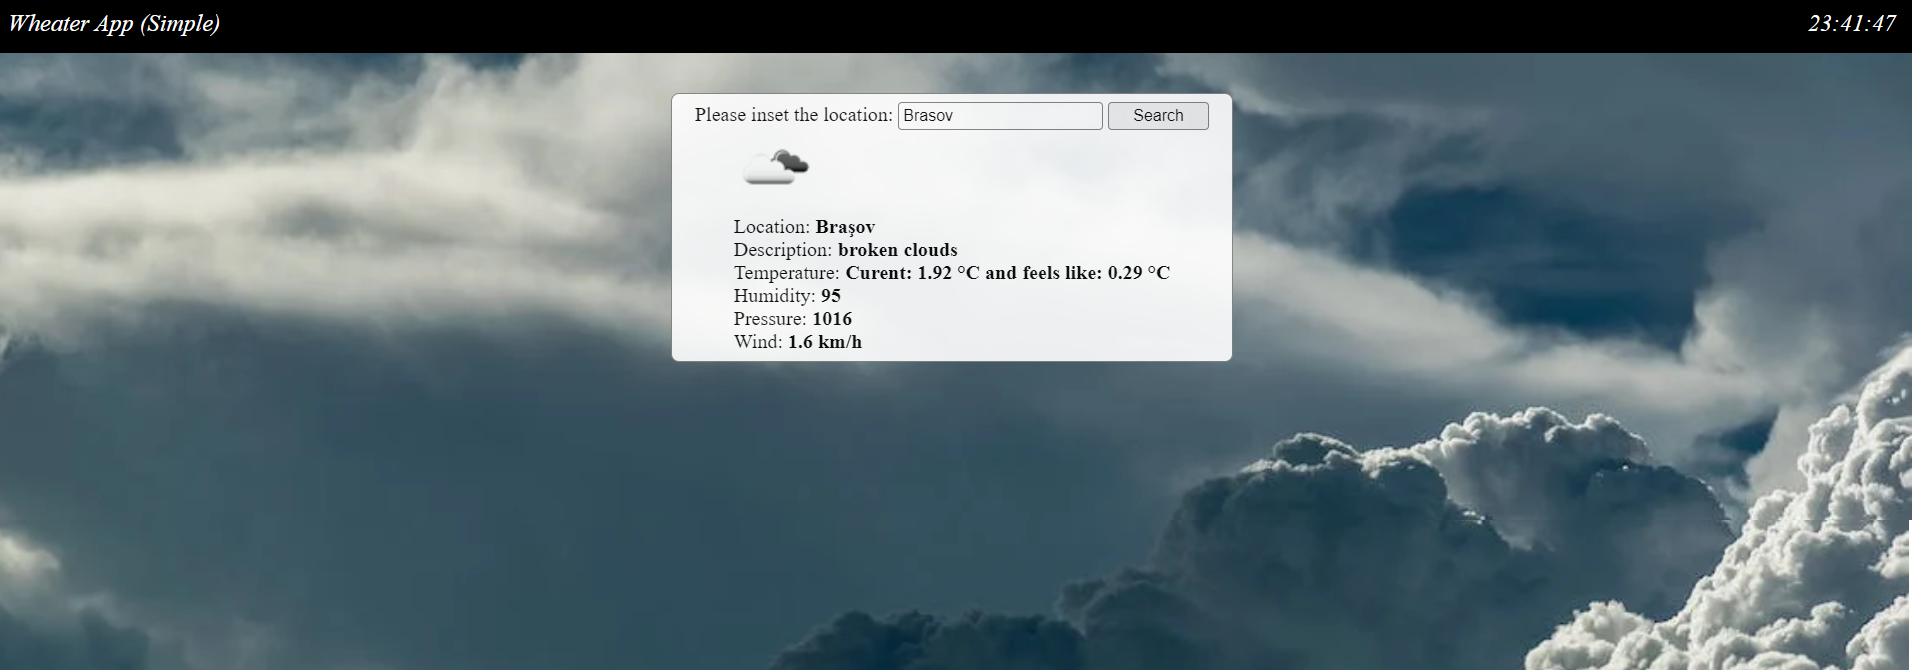 Wheater App (Simple)
23:41:47
Please inset the location: Brasov Search
Location: Braşov
Description: broken clouds
Temperature: Curent: 1.92 °C and feels like: 0.29 °C
Humidity: 95
Pressure: 1016
Wind: 1.6 km/h